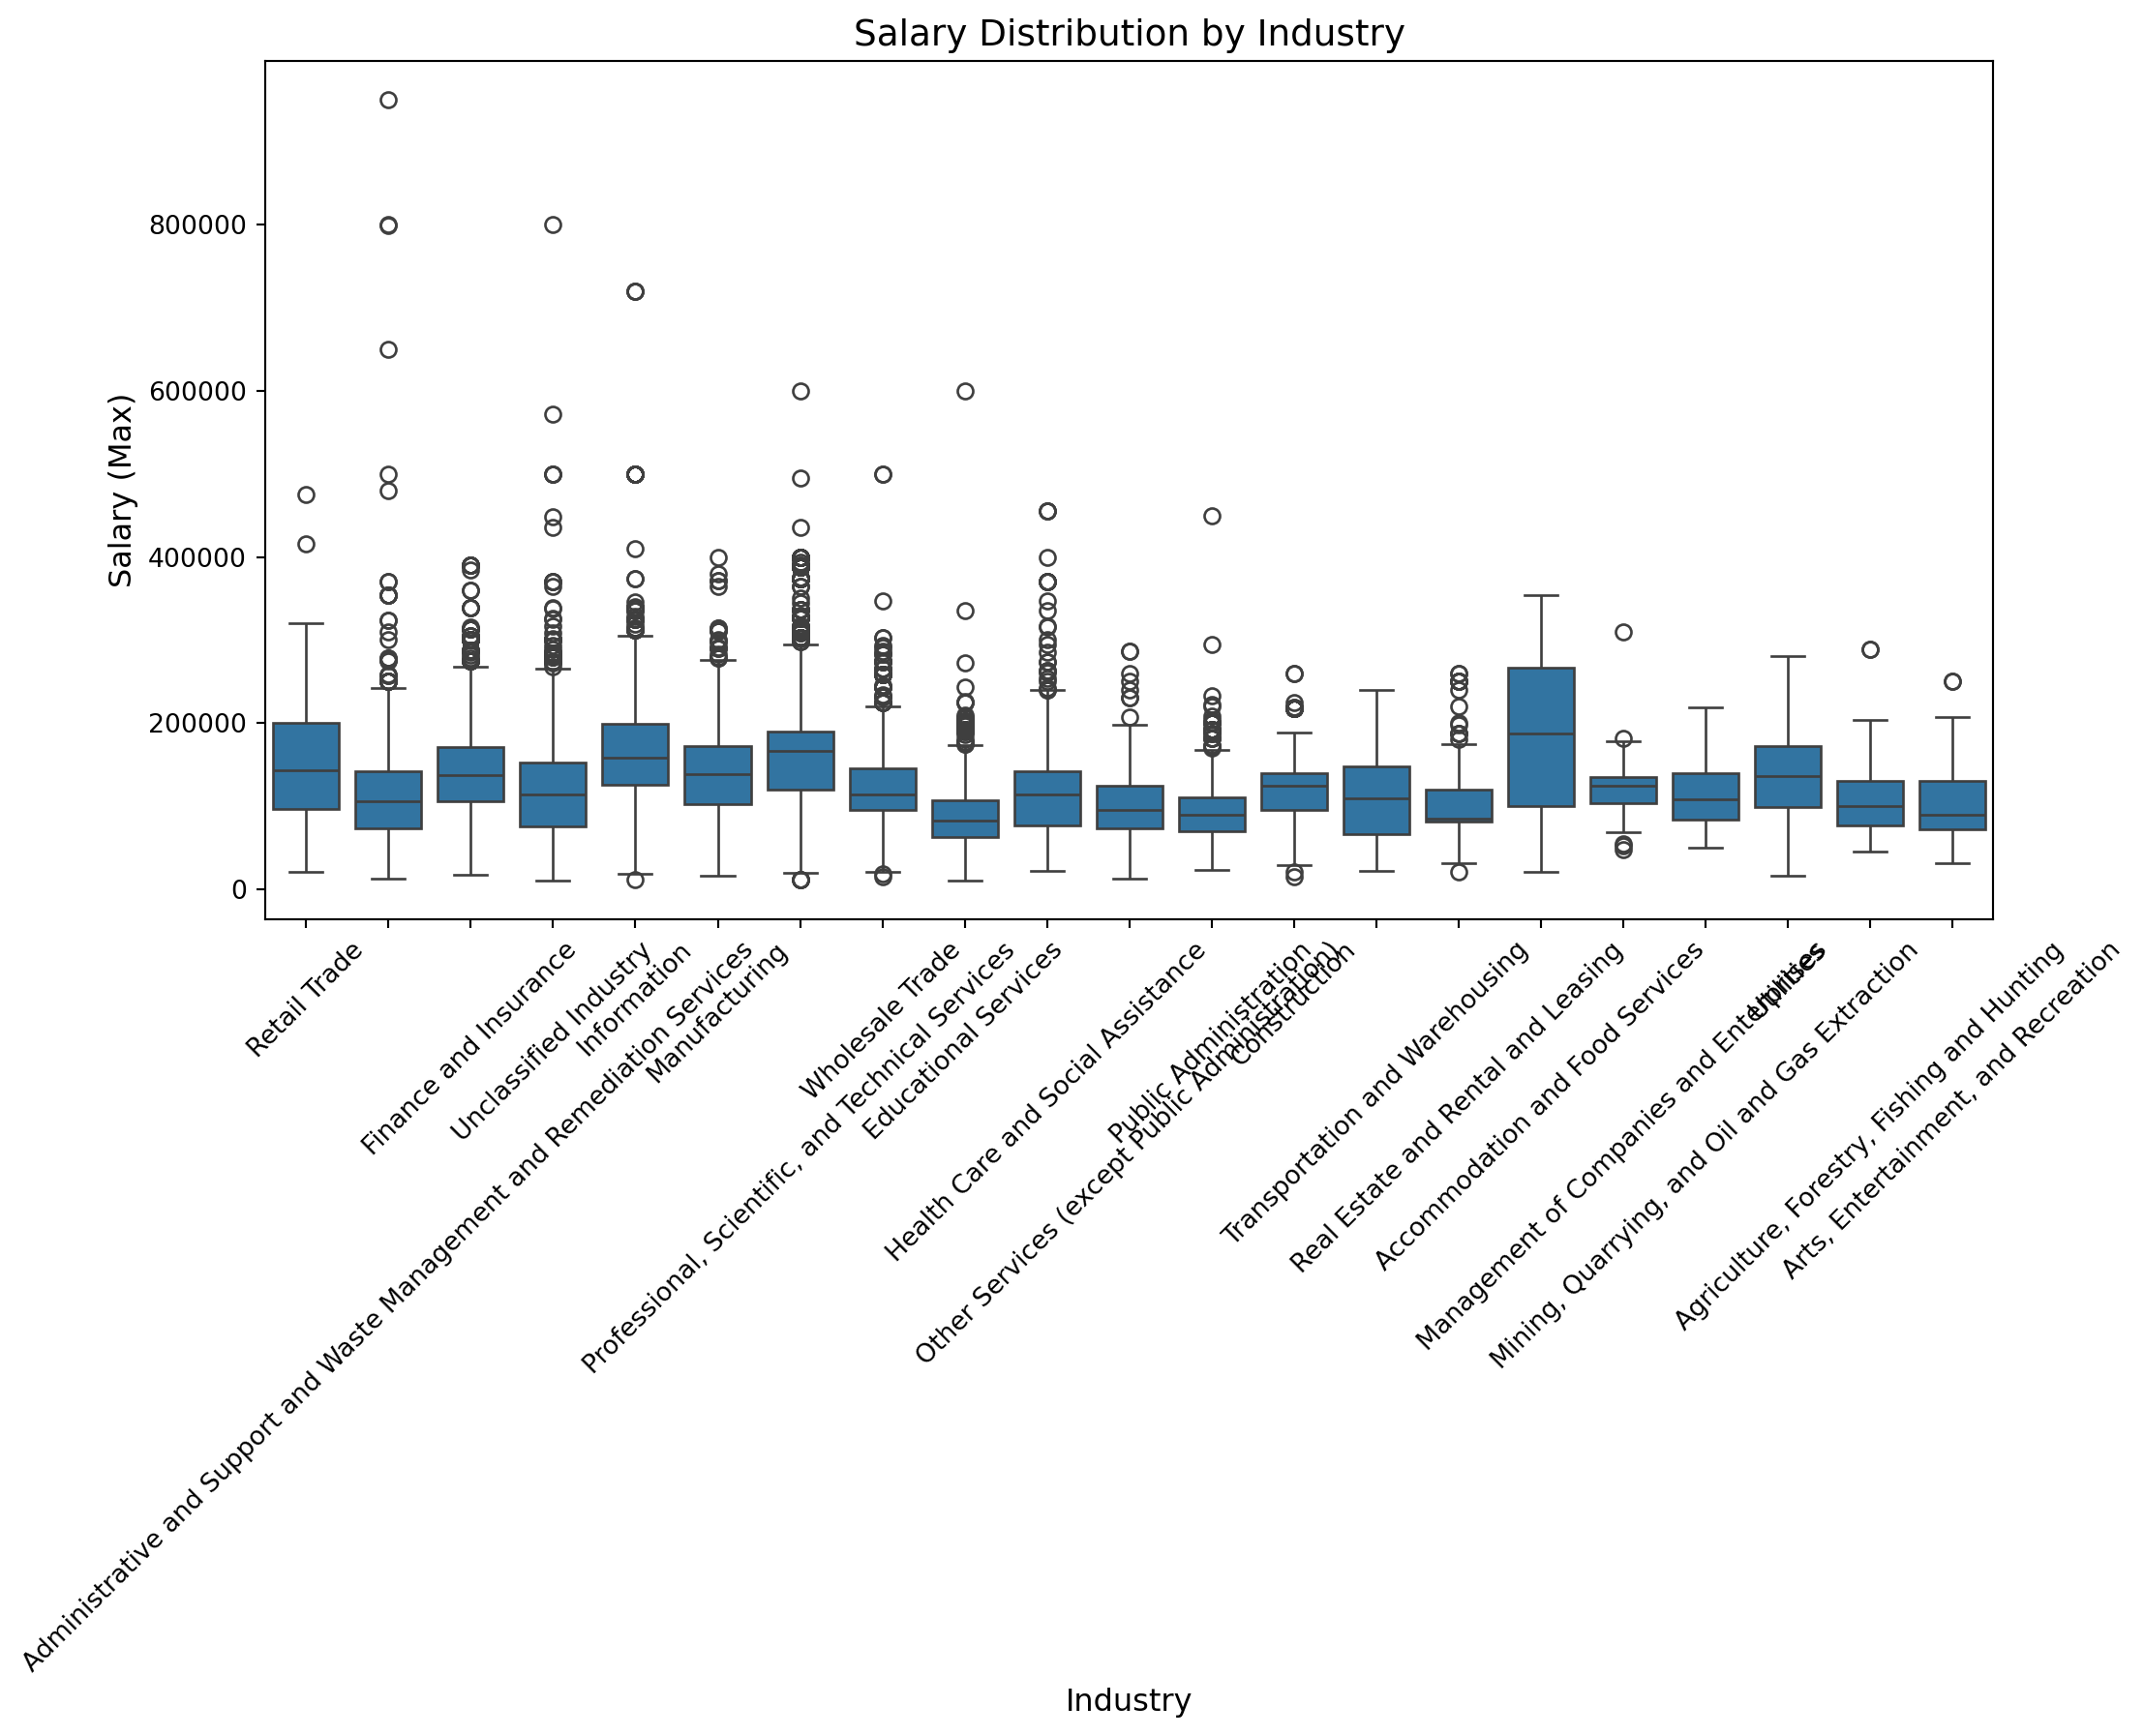 Salary Distribution by Industry
Salary (Max)
800000
600000
400000
200000
0
Retail Trade
Administrative and Support and Waste Management and Remediation Services
Finance and Insurance
Unclassified Industry
Information
Manufacturing
Professional, Scientific, and Technical Services
Wholesale Trade
Educational Services
Health Care and Social Assistance
Other Services (except Public Administration)
Public Administration
Construction
Transportation and Warehousing
Real Estate and Rental and Leasing
Accommodation and Food Services
Management of Companies and Enterprises
Mining, Quarrying, and Oil and Gas Extraction
Utilities
Agriculture, Forestry, Fishing and Hunting
Arts, Entertainment, and Recreation
Industry